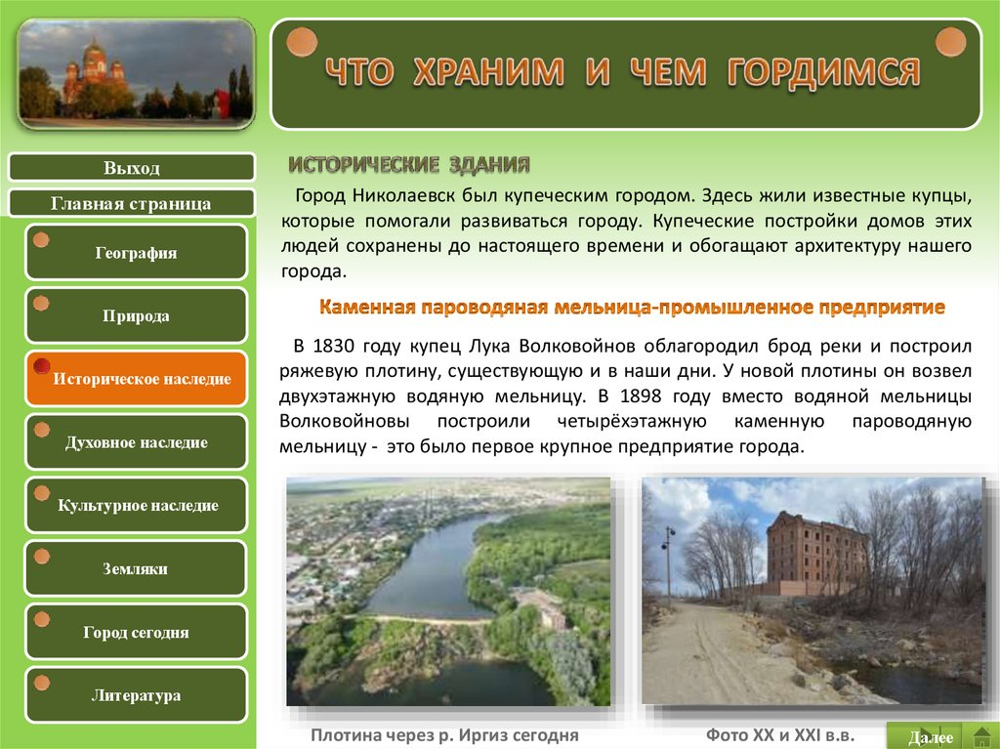 ЧТО ХРАНИМ И ЧЕМ ГОРДИМСЯ
Выход
Главная страница
География
Природа
Историческое наследие
Духовное наследие
Культурное наследие
Земляки
Город сегодня
Литература
ИСТОРИЧЕСКИЕ ЗДАНИЯ
Город Николаевск был купеческим городом. Здесь жили известные купцы,
которые помогали развиваться городу. Купеческие постройки домов этих
людей сохранены до настоящего времени и обогащают архитектуру нашего
города.
Каменная пароводяная мельница-промышленное предприятие
В 1830 году купец Лука Волковойнов облагородил брод реки и построил
ряжевую плотину, существующую и в наши дни. У новой плотины он возвел
двухэтажную водяную мельницу. В 1898 году вместо водяной мельницы
Волковойновы построили четырёхэтажную каменную пароводяную
мельницу - это было первое крупное предприятие города.
Плотина через р. Иргиз сегодня
Фото XX и XXI в.в.
Далее